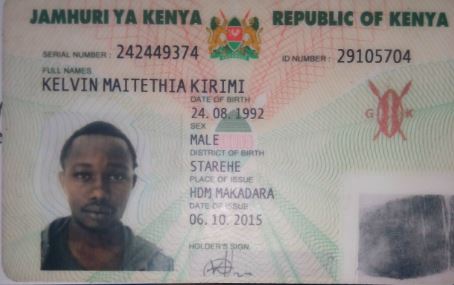 JAMHURI YA KENYA REPUBLIC OF KENYA
SERIAL NUMBER : 242449374 ID NUMBER : 29105704
FULL NAMES
KELVIN MAITETHIA KIRIMI
DATE OF BIRTH
24. 08. 1992
SEX
MALE
DISTRICT OF BIRTH
STAREHE
PLACE OF ISSUE
HDM MAKADARA
DATE OF ISSUE
06. 10. 2015
HOLDER'S SIGN.
G K